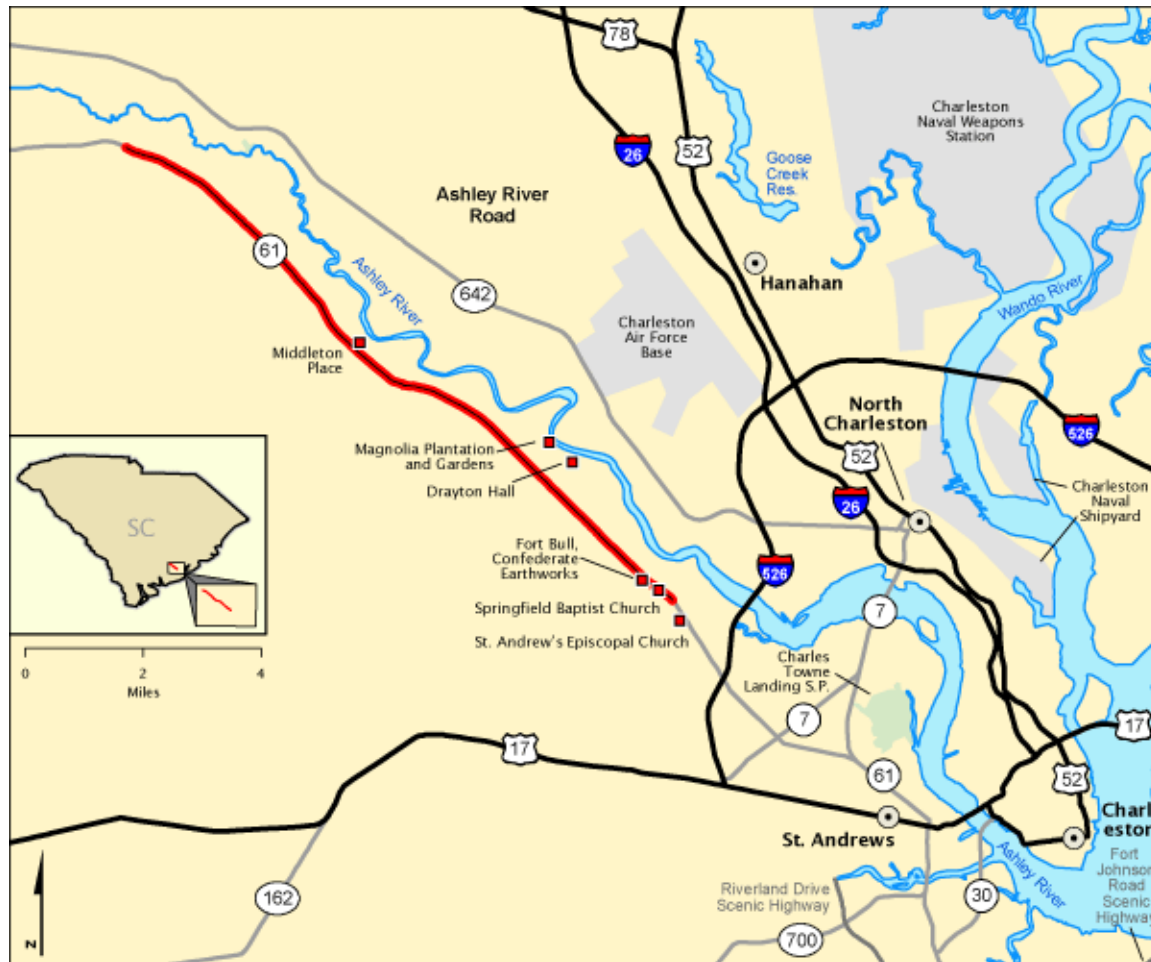 78
Charleston
Naval Weapons
Station
26
52
Goose
Creek
Res.
Ashley River
Road
61
Ashley River
642
Hanahan
Wando River
Charleston
Air Force
Base
Middleton
Place
North
Charleston
526
Magnolia Plantation
and Gardens
52
Drayton Hall
26
Charleston
Naval
Shipyard
SC
Fort Bull,
Confederate
Earthworks
526
Springfield Baptist Church
7
St. Andrew's Episcopal Church
Charles
Towne
Landing S.P.
0 2 4
Miles
7
17
17
61
52
St. Andrews
Charl
eston
Ashley River
Fort
Johnson
Road
Scenic
Highway
Riverland Drive
Scenic Highway
162
30
700
N